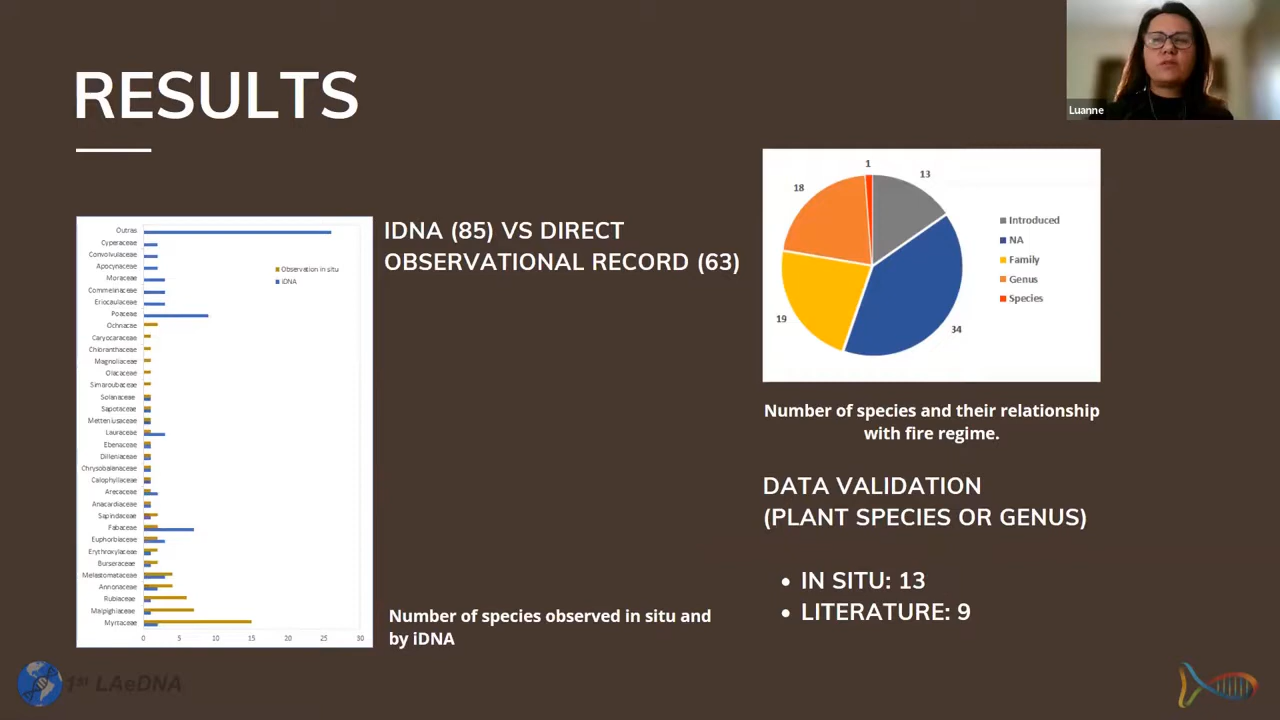 RESULTS
Luanne
IDNA (85) VS DIRECT
OBSERVATIONAL RECORD (63)
Outras
Cyperaceae
Convolvulaceae
Apocynaceae
Moraceae
Commelinaceae
Eriocaulaceae
Poaceae
Ochnacae
Caryocaraceae
Chloranthaceae
Magnoliaceae
Olacaceae
Simaroubaceae
Solanaceae
Sapotaceae
Metteniusaceae
Lauraceae
Ebenaceae
Dilleniaceae
Chrysobalanaceae
Calophyllaceae
Arecaceae
Anacardiaceae
Sapindaceae
Fabaceae
Euphorbiaceae
Erythroxylaceae
Burseraceae
Melastomataceae
Annonaceae
Rubiaceae
Malpighiaceae
Myrtaceae
0 5 10 15 20 25 30
Observation in situ
iDNA
Number of species observed in situ and
by iDNA
1
13
18
19
34
Introduced
NA
Family
Genus
Species
Number of species and their relationship
with fire regime.
DATA VALIDATION
(PLANT SPECIES OR GENUS)
• IN SITU: 13
• LITERATURE: 9
1st LAeDNA